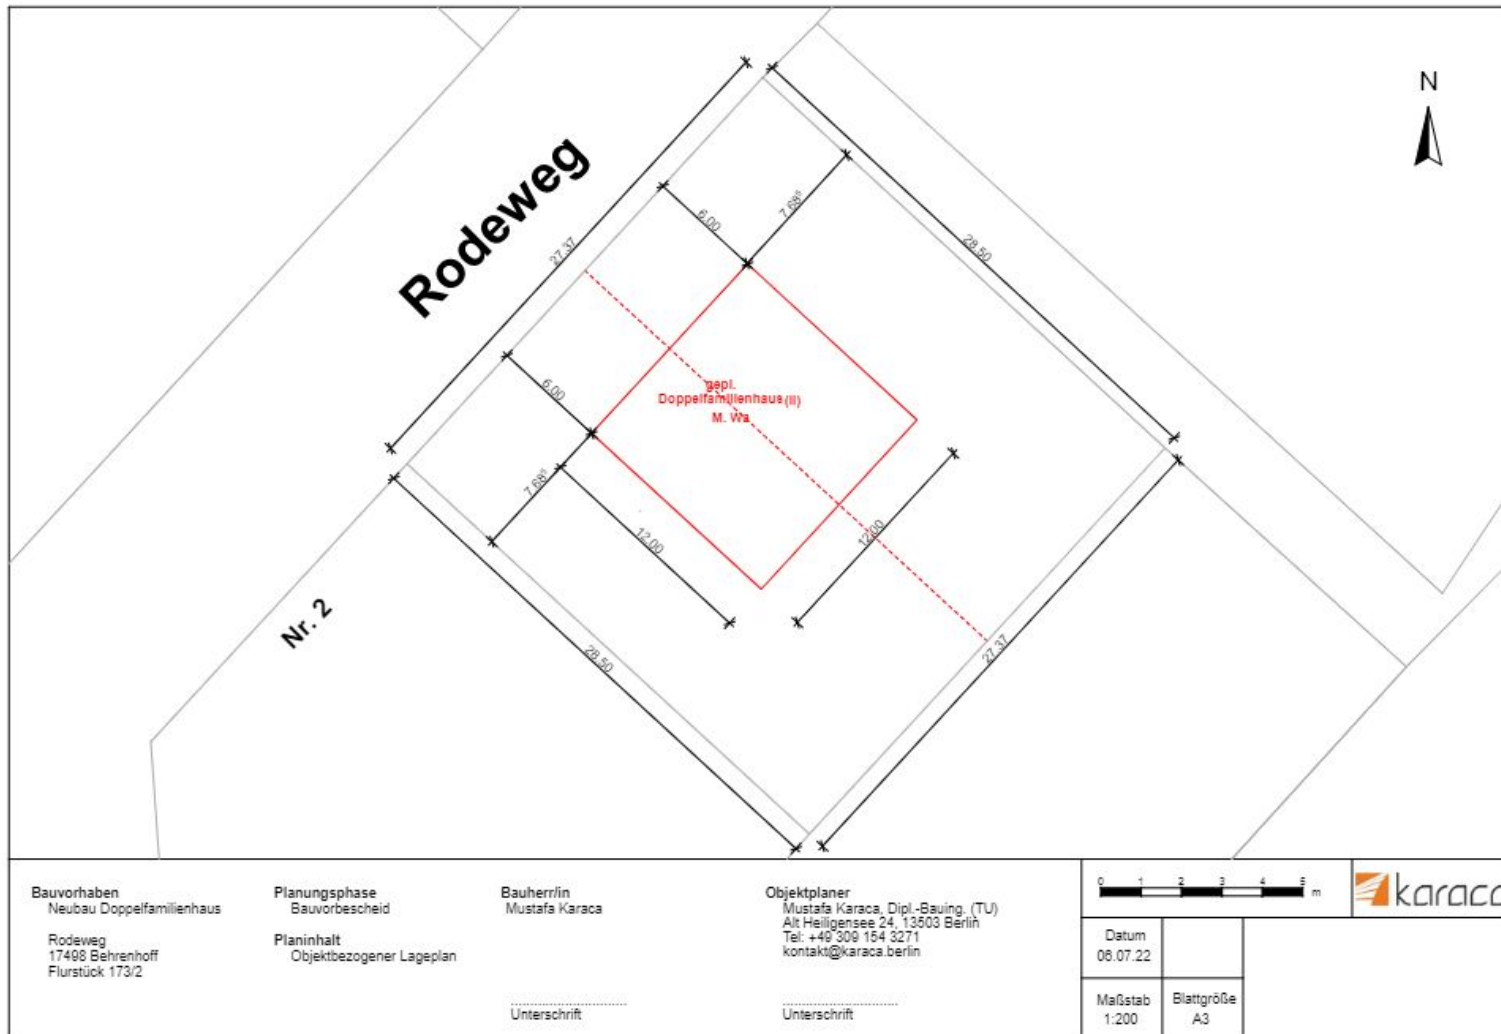 N
Rodeweg
27.37
6.00
7.68⁵
28.50
6.00
gepl.
Doppelfamilienhaus (II)
M. Wa
7.68⁵
12.00
12.00
Nr. 2
28.50
27.37
Bauvorhaben
Neubau Doppelfamilienhaus
Rodeweg
17498 Behrenhoff
Flurstück 173/2
Planungsphase
Bauvorbescheid
Planinhalt
Objektbezogener Lageplan
Bauherr/in
Mustafa Karaca
Unterschrift
Objektplaner
Mustafa Karaca, Dipl.-Bauing. (TU)
Alt Heiligensee 24, 13503 Berlin
Tel: +49 309 154 3271
kontakt@karaca.berlin
Unterschrift
0 1 2 3 4 5 m
karaca
Datum
06.07.22
Maßstab
1:200
Blattgröße
A3